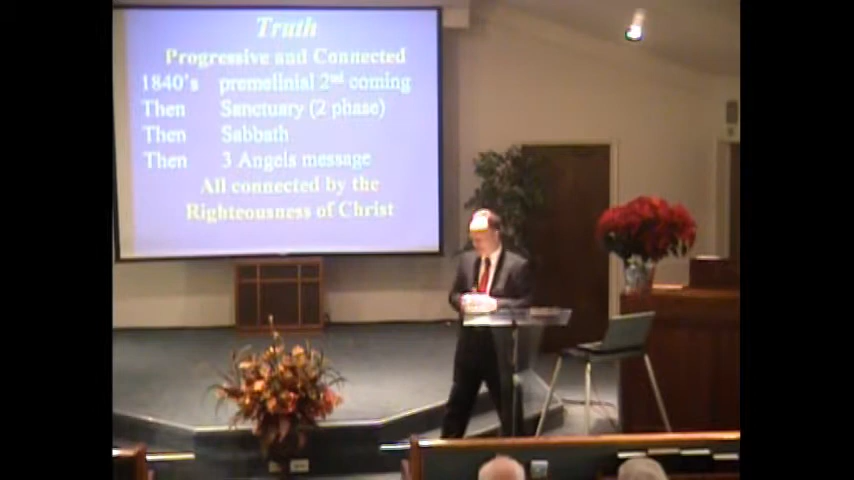 Truth
Progressive and Connected
1840's premelinial 2nd coming
Then Sanctuary (2 phase)
Then Sabbath
Then 3 Angels message
All connected by the
Righteousness of Christ